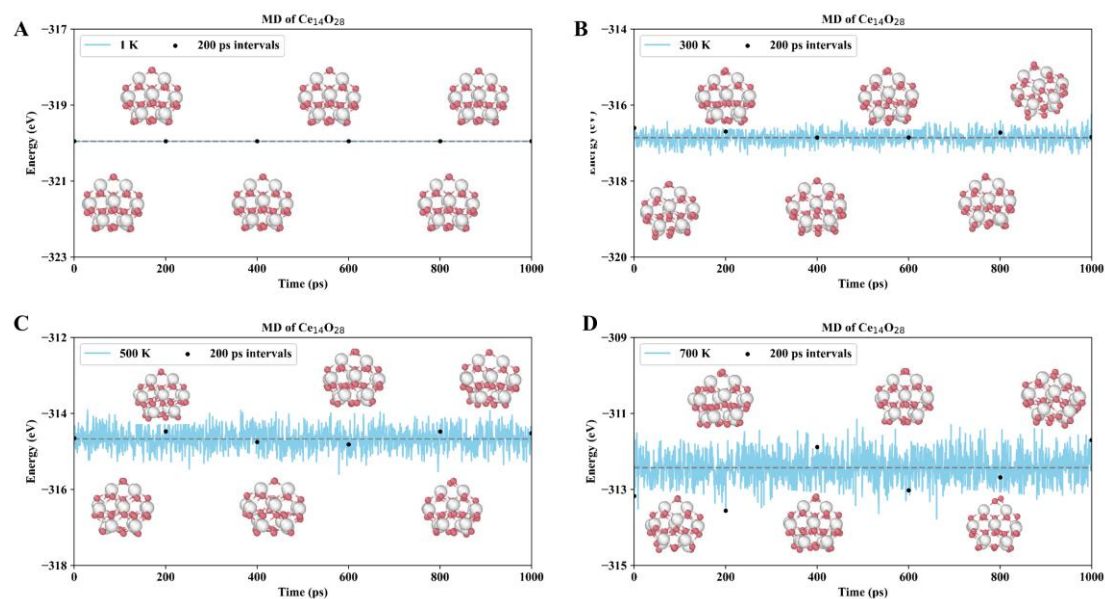 A
MD of Ce14O28
1 K
200 ps intervals
Energy (eV)
−317
−319
−321
−323
0 200 400 600 800 1000
Time (ps)
B
MD of Ce14O28
300 K
200 ps intervals
−314
−316
−318
−320
0 200 400 600 800 1000
Time (ps)
C
MD of Ce14O28
500 K
200 ps intervals
Energy (eV)
−312
−314
−316
−318
0 200 400 600 800 1000
Time (ps)
D
MD of Ce14O28
700 K
200 ps intervals
Energy (eV)
−309
−311
−313
−315
0 200 400 600 800 1000
Time (ps)